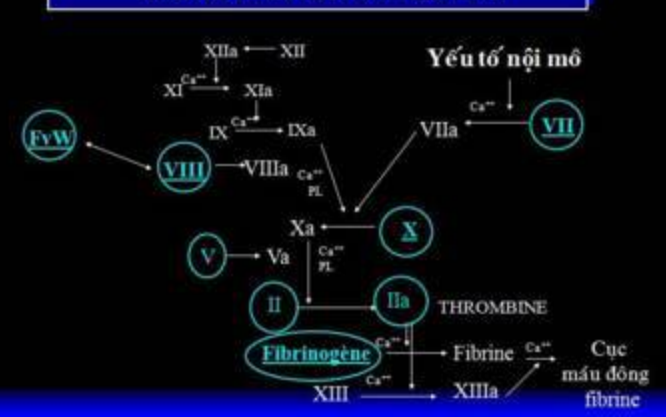 XIIa XII
Yếu tố nội mô
Ca++
XI XIa
Ca++
Ca++
IX IXa
VIIa VII
FvW
VIII VIIIa
Ca++
PL
Xa X
V Va
Ca++
PL
II IIa THROMBINE
Fibrinogène Ca++ Fibrine Ca++ Cục
máu đông
fibrine
XIII Ca++ XIIIa